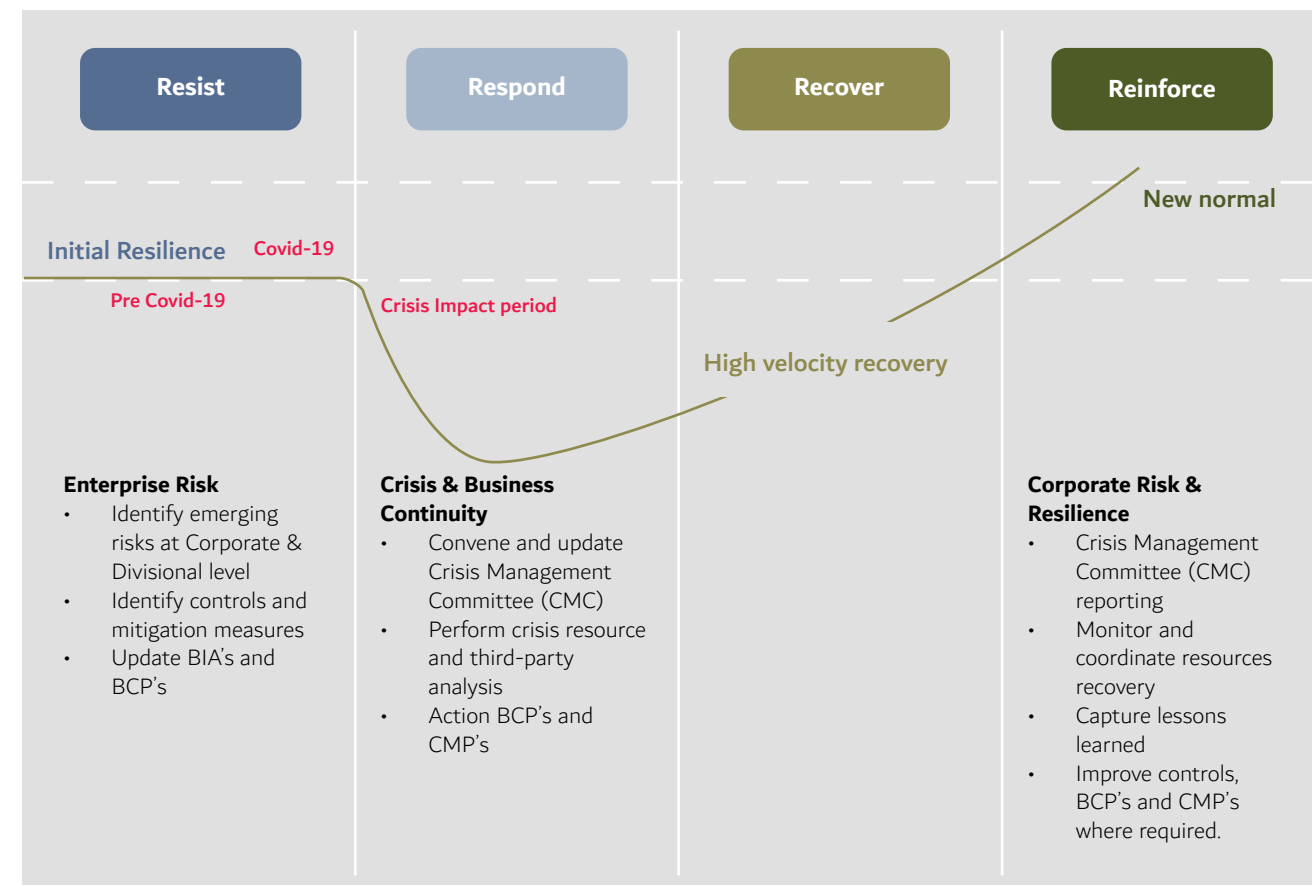 Resist
Respond
Recover
Reinforce
New normal
Initial Resilience
Covid-19
Pre Covid-19
Crisis Impact period
High velocity recovery
Enterprise Risk
• Identify emerging
risks at Corporate &
Divisional level
• Identify controls and
mitigation measures
• Update BIA’s and
BCP’s
Crisis & Business
Continuity
• Convene and update
Crisis Management
Committee (CMC)
• Perform crisis resource
and third-party
analysis
• Action BCP’s and
CMP’s
Corporate Risk &
Resilience
• Crisis Management
Committee (CMC)
reporting
• Monitor and
coordinate resources
recovery
• Capture lessons
learned
• Improve controls,
BCP’s and CMP’s
where required.